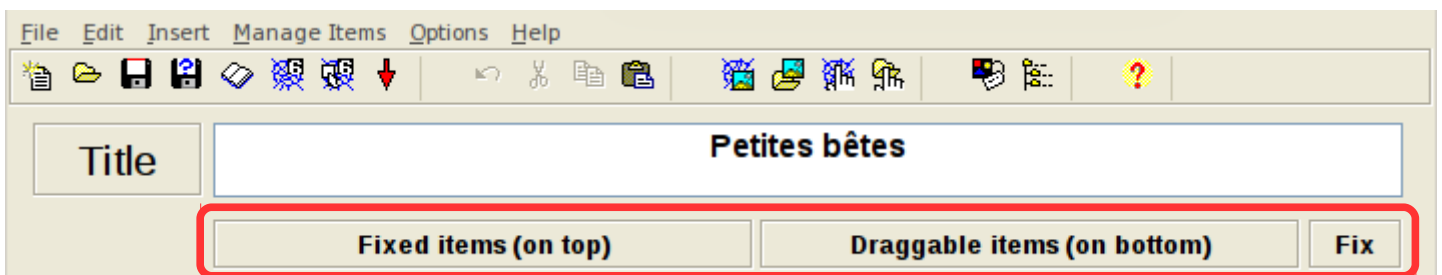 File Edit Insert Manage Items Options Help
Title
Petites bêtes
Fixed items (on top) Draggable items (on bottom) Fix